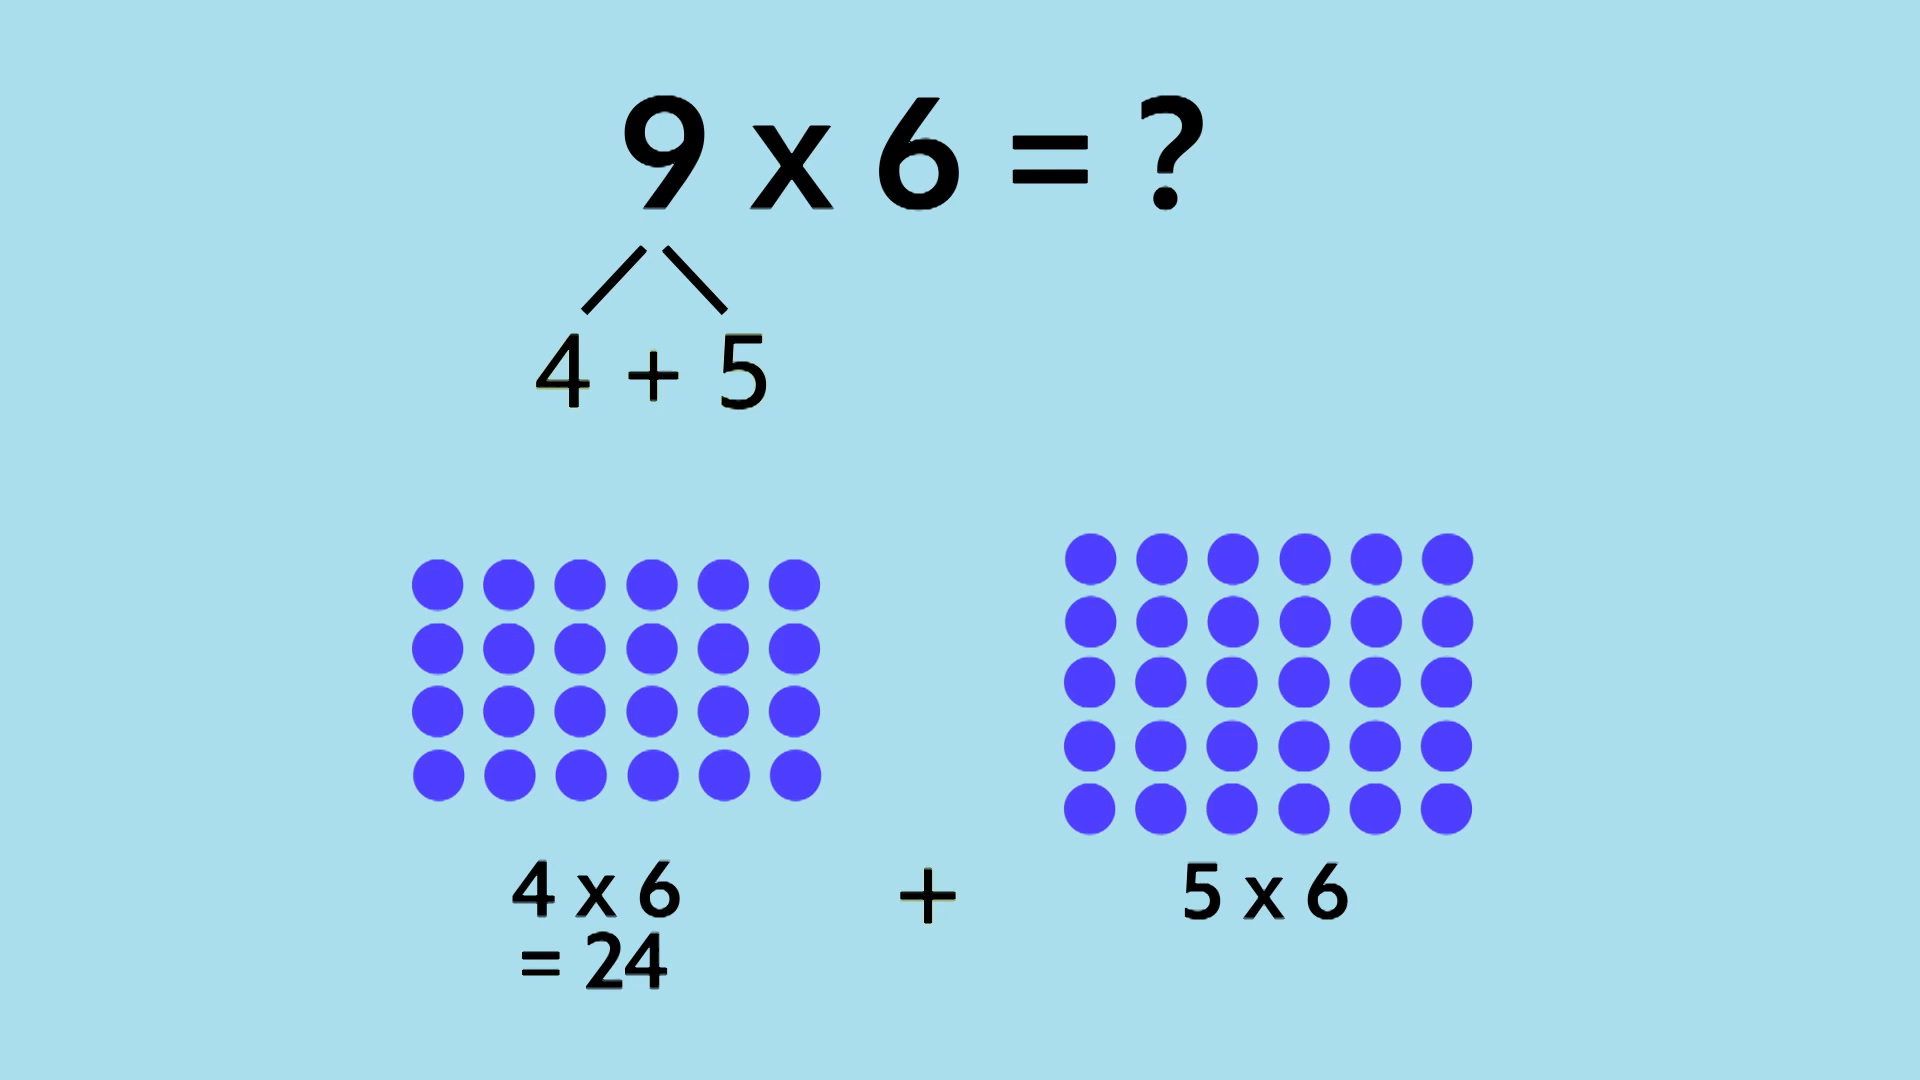 9 x 6 = ?
4 + 5
4 x 6 + 5 x 6
= 24